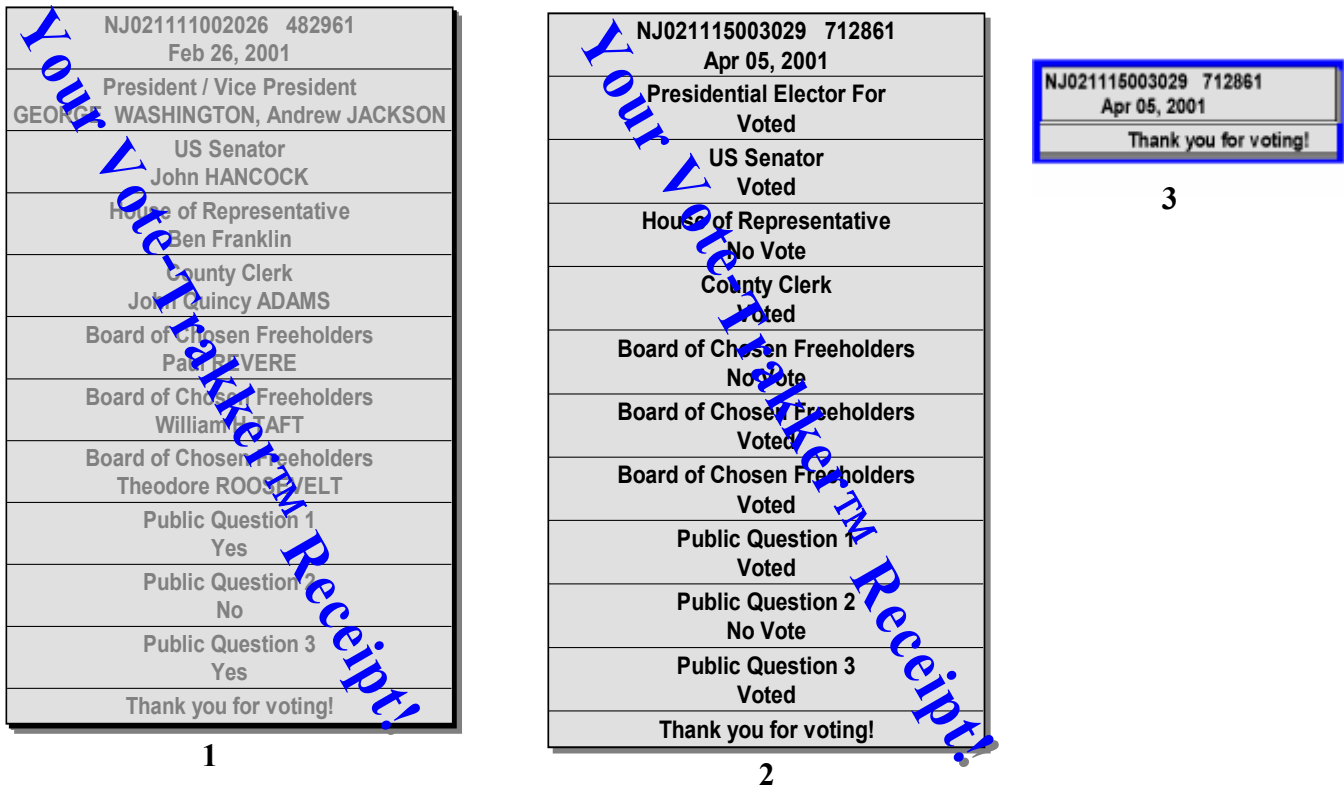 NJ021111002026 482961
Feb 26, 2001
President / Vice President
GEORGE WASHINGTON, Andrew JACKSON
US Senator
John HANCOCK
House of Representative
Ben Franklin
County Clerk
John Quincy ADAMS
Board of Chosen Freeholders
Paul REVERE
Board of Chosen Freeholders
William H TAFT
Board of Chosen Freeholders
Theodore ROOSEVELT
Public Question 1
Yes
Public Question 2
No
Public Question 3
Yes
Thank you for voting!
Your Vote-Trakker™ Receipt!
1
NJ021115003029 712861
Apr 05, 2001
Presidential Elector For
Voted
US Senator
Voted
House of Representative
No Vote
County Clerk
Voted
Board of Chosen Freeholders
No Vote
Board of Chosen Freeholders
Voted
Board of Chosen Freeholders
Voted
Public Question 1
Voted
Public Question 2
No Vote
Public Question 3
Voted
Thank you for voting!
Your Vote-Trakker™ Receipt!
2
NJ021115003029 712861
Apr 05, 2001
Thank you for voting!
3